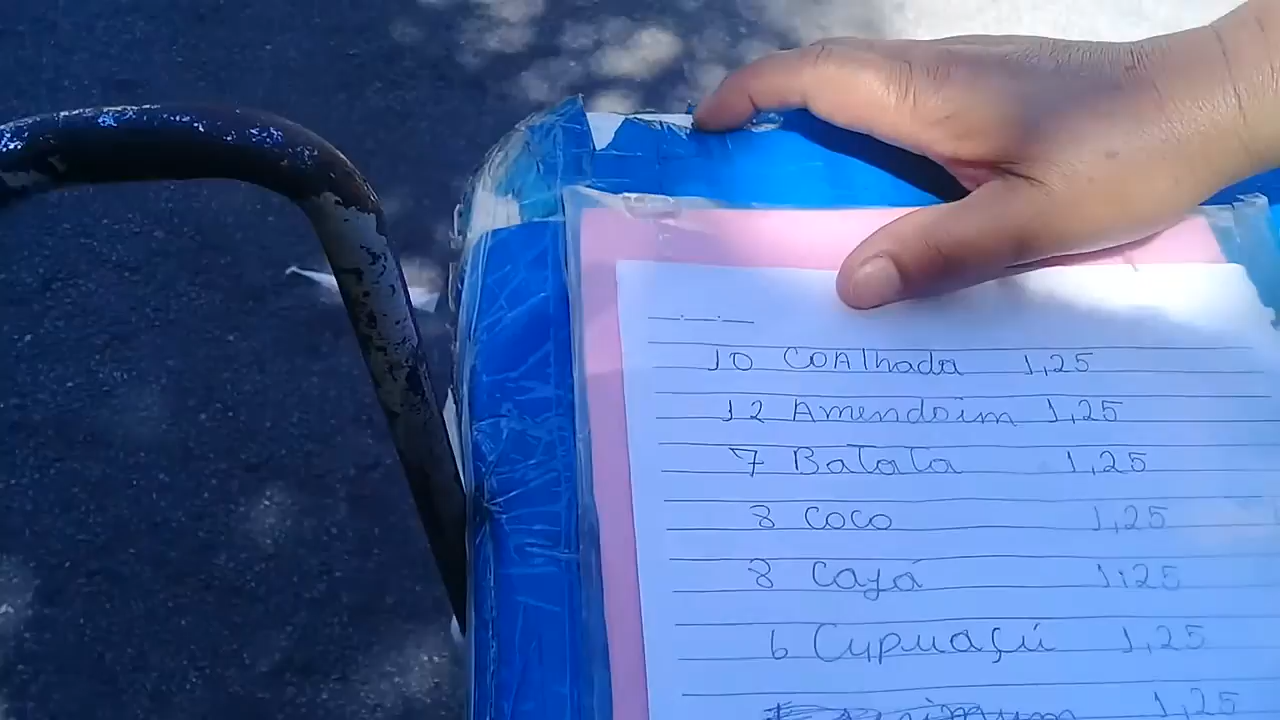 10 COAlhada 1,25
12 Amendoim 1,25
7 Batata 1,25
8 COCO 1,25
8 Cajá 1,25
6 Cupuaçú 1,25
1,25